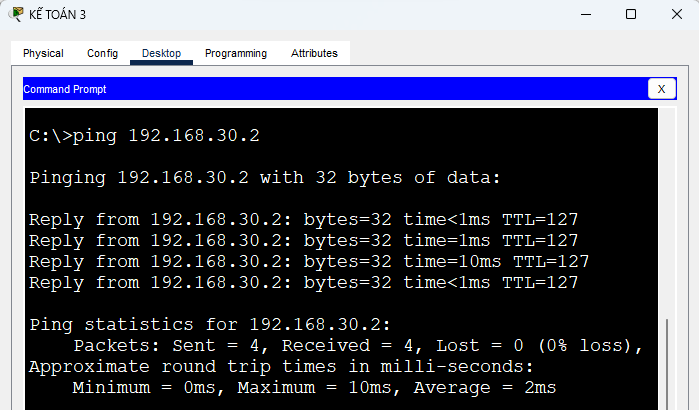 KẾ TOÁN 3
Physical Config Desktop Programming Attributes
Command Prompt X
C:\>ping 192.168.30.2
Pinging 192.168.30.2 with 32 bytes of data:
Reply from 192.168.30.2: bytes=32 time<1ms TTL=127
Reply from 192.168.30.2: bytes=32 time=1ms TTL=127
Reply from 192.168.30.2: bytes=32 time=10ms TTL=127
Reply from 192.168.30.2: bytes=32 time<1ms TTL=127
Ping statistics for 192.168.30.2:
    Packets: Sent = 4, Received = 4, Lost = 0 (0% loss),
Approximate round trip times in milli-seconds:
    Minimum = 0ms, Maximum = 10ms, Average = 2ms